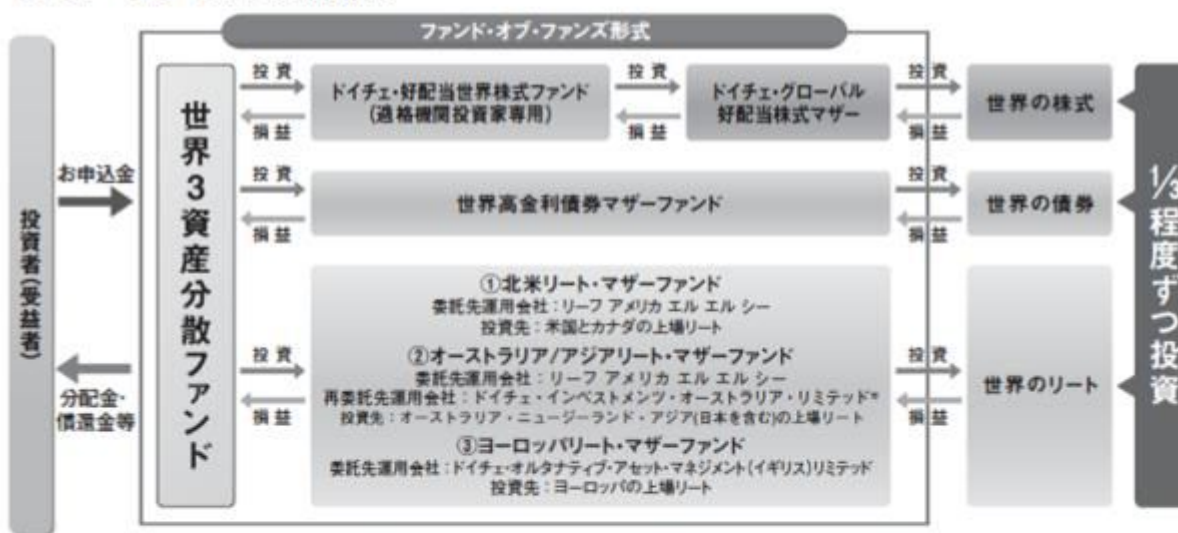 ファンド・オブ・ファンズ形式
投資者(受益者)
お申込金
分配金・
償還金等
世界3資産分散ファンド
投資
損益
ドイチェ・好配当世界株式ファンド
(適格機関投資家専用)
投資
損益
ドイチェ・グローバル
好配当株式マザー
投資
損益
世界の株式
投資
損益
世界高金利債券マザーファンド
投資
損益
世界の債券
投資
損益
①北米リート・マザーファンド
委託先運用会社：リーフ アメリカ エル エル シー
投資先：米国とカナダの上場リート
②オーストラリア/アジアリート・マザーファンド
委託先運用会社：リーフ アメリカ エル エル シー
再委託先運用会社：ドイチェ・インベストメンツ・オーストラリア・リミテッド※
投資先：オーストラリア・ニュージーランド・アジア(日本を含む)の上場リート
③ヨーロッパリート・マザーファンド
委託先運用会社：ドイチェ・オルタナティブ・アセット・マネジメント(イギリス)リミテッド
投資先：ヨーロッパの上場リート
投資
損益
世界のリート
1/3程度ずつ投資